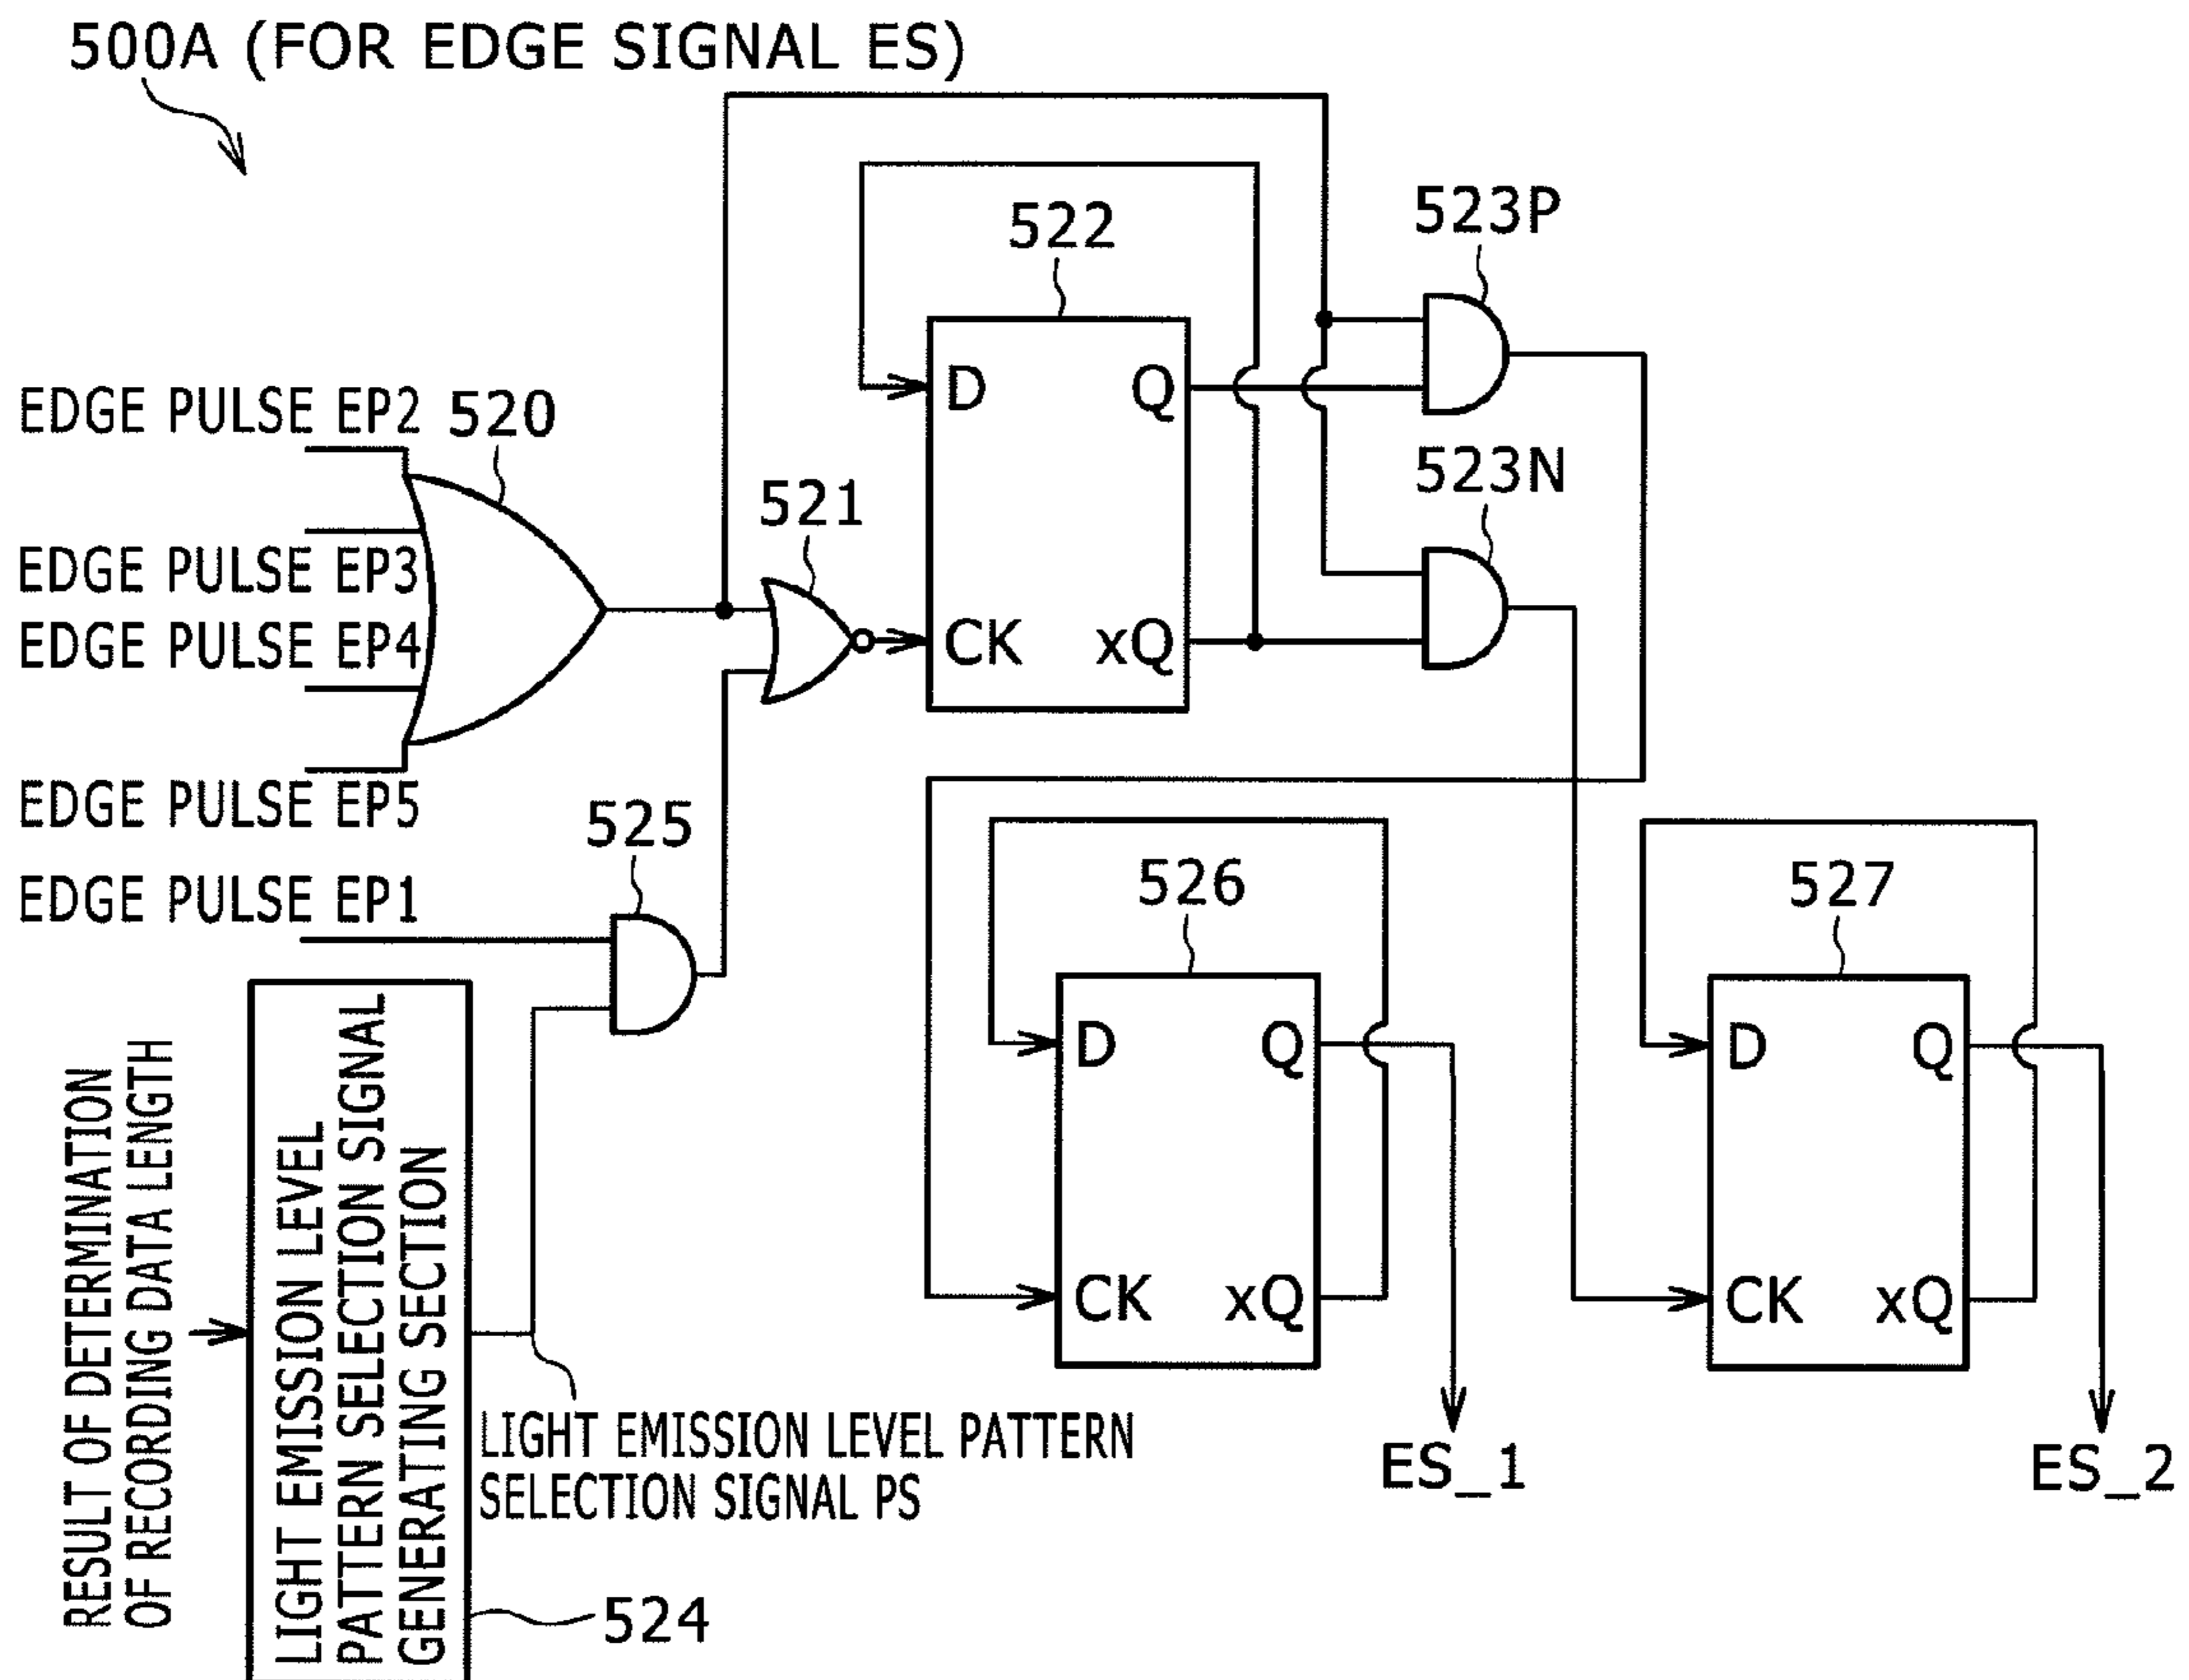 500A (FOR EDGE SIGNAL ES)
523P
522
EDGE PULSE EP2
520
D
Q
523N
521
EDGE PULSE EP3
EDGE PULSE EP4
CK
xQ
EDGE PULSE EP5
525
EDGE PULSE EP1
526
527
D
Q
D
Q
RESULT OF DETERMINATION
OF RECORDING DATA LENGTH
LIGHT EMISSION LEVEL
PATTERN SELECTION SIGNAL
GENERATING SECTION
CK
xQ
CK
xQ
LIGHT EMISSION LEVEL PATTERN
SELECTION SIGNAL PS
ES_1
ES_2
524